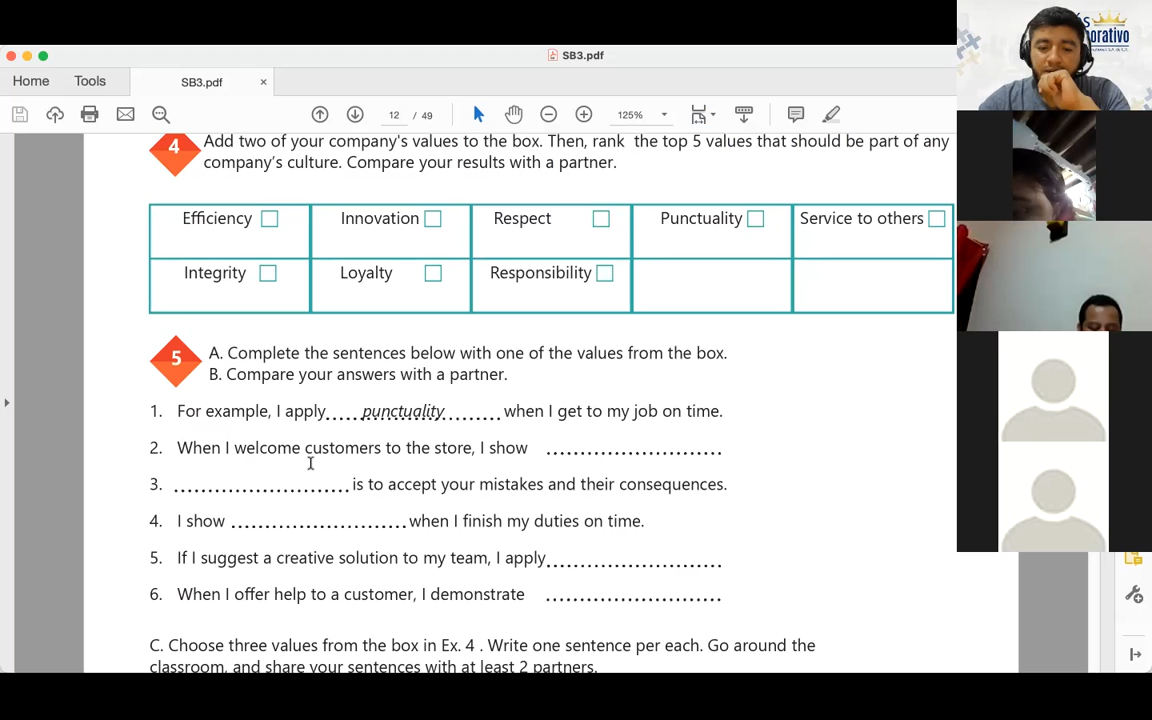 SB3.pdf
Home Tools SB3.pdf ×
12 / 49 125%
4 Add two of your company's values to the box. Then, rank the top 5 values that should be part of any
company's culture. Compare your results with a partner.
Efficiency Innovation Respect Punctuality Service to others
Integrity Loyalty Responsibility
5 A. Complete the sentences below with one of the values from the box.
B. Compare your answers with a partner.
1. For example, I apply.....punctuality.........when I get to my job on time.
2. When I welcome customers to the store, I show ..........................
3. ..........................is to accept your mistakes and their consequences.
4. I show ..........................when I finish my duties on time.
5. If I suggest a creative solution to my team, I apply..........................
6. When I offer help to a customer, I demonstrate ..........................
C. Choose three values from the box in Ex. 4 . Write one sentence per each. Go around the
classroom, and share your sentences with at least 2 partners.